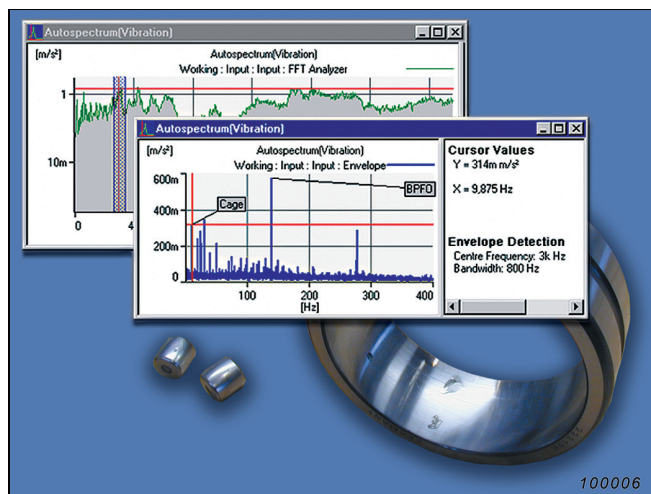 Autospectrum(Vibration)
[m/s²] Autospectrum(Vibration)
Working : Input : Input : FFT Analyzer
1
10m
0 4
Autospectrum(Vibration)
[m/s²] Autospectrum(Vibration)
Working : Input : Input : Envelope
600m
400m
200m
0
100 200 300 400
[Hz]
Cage
BPFO
Cursor Values
Y = 314m m/s²
X = 9,875 Hz
Envelope Detection
Centre Frequency: 3k Hz
Bandwidth: 800 Hz
100006